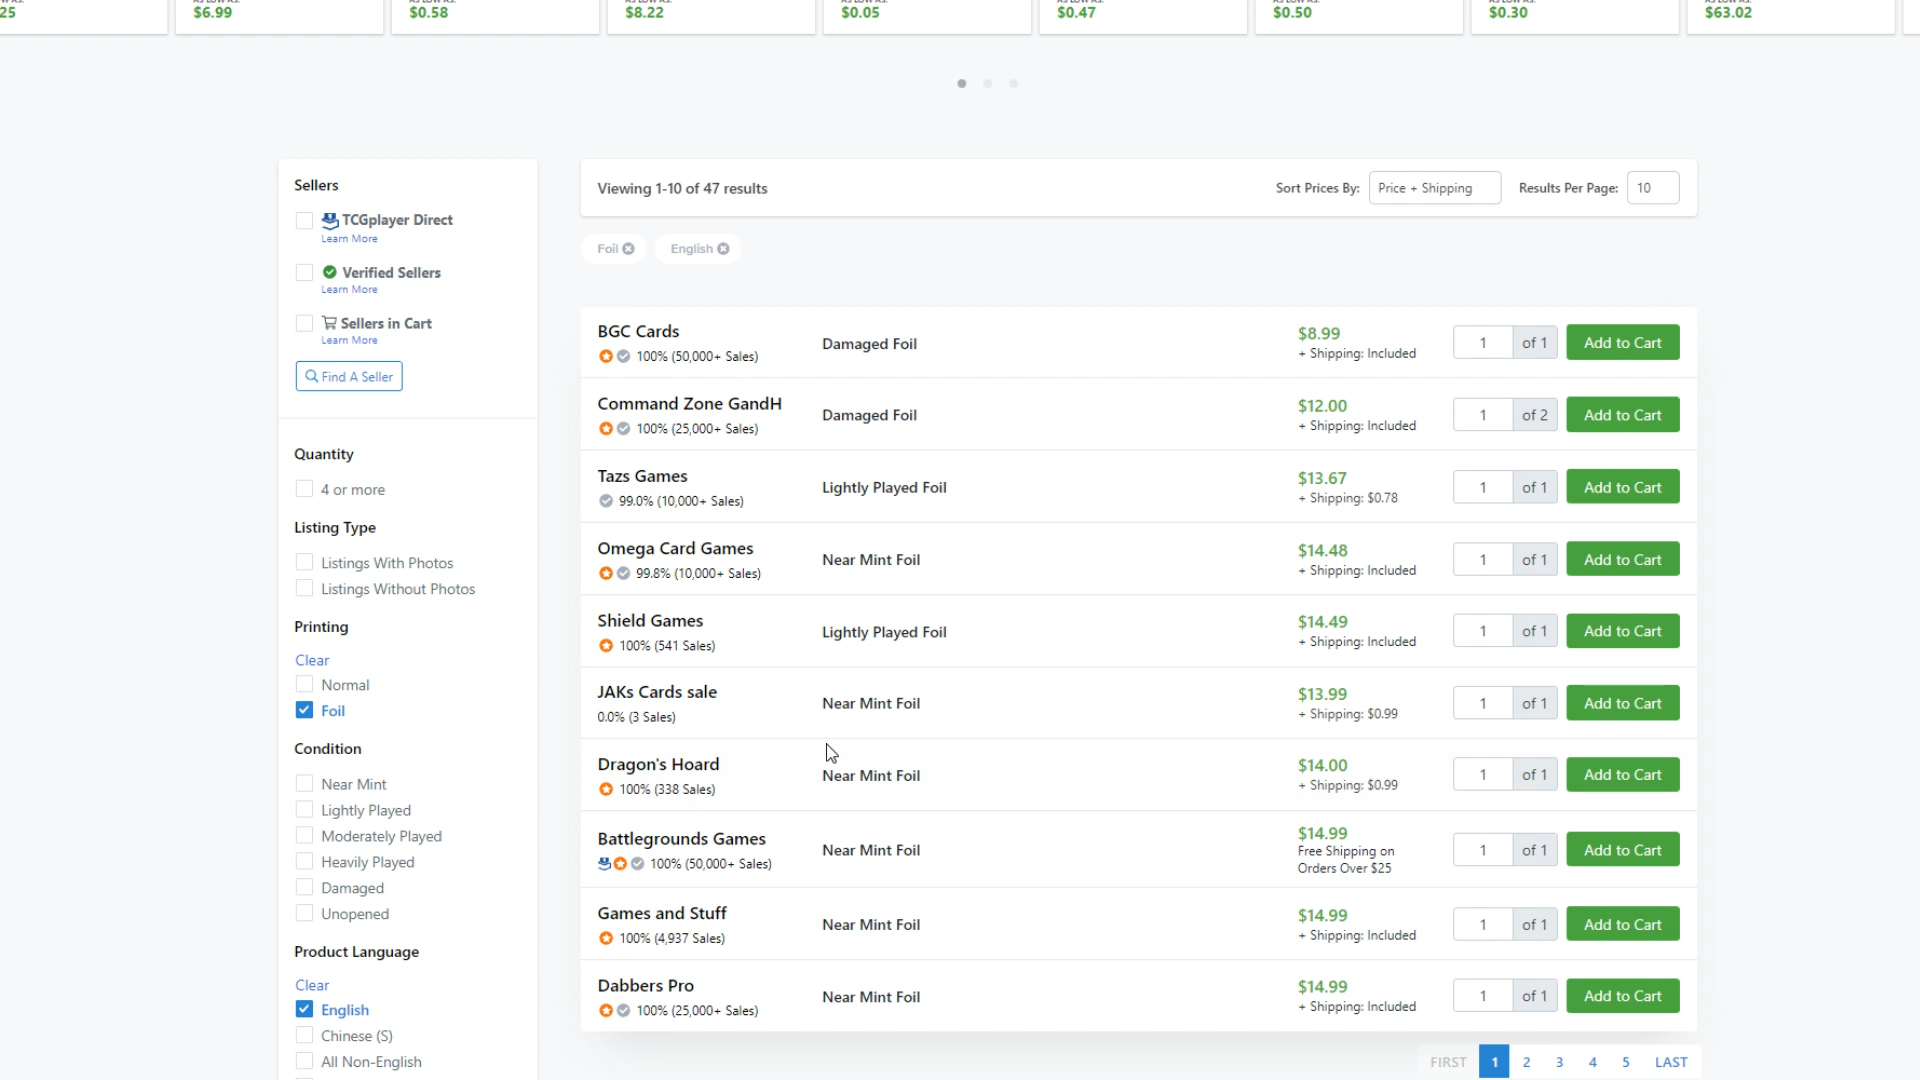 25
$6.99
$0.58
$8.22
$0.05
$0.47
$0.50
$0.30
$63.02
Sellers
TCGplayer Direct
Learn More
Verified Sellers
Learn More
Sellers in Cart
Learn More
Find A Seller
Quantity
4 or more
Listing Type
Listings With Photos
Listings Without Photos
Printing
Clear
Normal
Foil
Condition
Near Mint
Lightly Played
Moderately Played
Heavily Played
Damaged
Unopened
Product Language
Clear
English
Chinese (S)
All Non-English
Viewing 1-10 of 47 results
Sort Prices By: Price + Shipping
Results Per Page: 10
Foil
English
BGC Cards
100% (50,000+ Sales)
Damaged Foil
$8.99
+ Shipping: Included
1 of 1
Add to Cart
Command Zone GandH
100% (25,000+ Sales)
Damaged Foil
$12.00
+ Shipping: Included
1 of 2
Add to Cart
Tazs Games
99.0% (10,000+ Sales)
Lightly Played Foil
$13.67
+ Shipping: $0.78
1 of 1
Add to Cart
Omega Card Games
99.8% (10,000+ Sales)
Near Mint Foil
$14.48
+ Shipping: Included
1 of 1
Add to Cart
Shield Games
100% (541 Sales)
Lightly Played Foil
$14.49
+ Shipping: Included
1 of 1
Add to Cart
JAKs Cards sale
0.0% (3 Sales)
Near Mint Foil
$13.99
+ Shipping: $0.99
1 of 1
Add to Cart
Dragon's Hoard
100% (338 Sales)
Near Mint Foil
$14.00
+ Shipping: $0.99
1 of 1
Add to Cart
Battlegrounds Games
100% (50,000+ Sales)
Near Mint Foil
$14.99
Free Shipping on
Orders Over $25
1 of 1
Add to Cart
Games and Stuff
100% (4,937 Sales)
Near Mint Foil
$14.99
+ Shipping: Included
1 of 1
Add to Cart
Dabbers Pro
100% (25,000+ Sales)
Near Mint Foil
$14.99
+ Shipping: Included
1 of 1
Add to Cart
FIRST 1 2 3 4 5 LAST